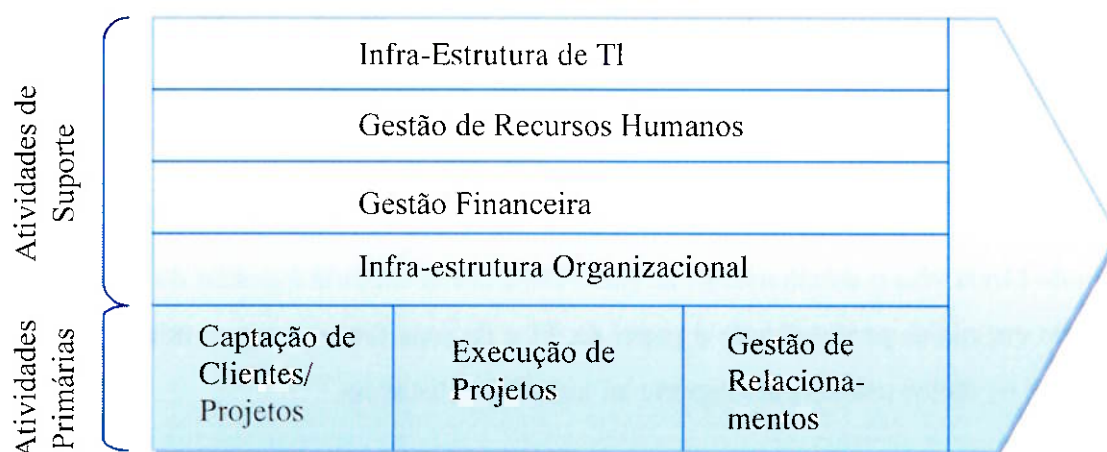 Atividades de
Suporte
Infra-Estrutura de TI
Gestão de Recursos Humanos
Gestão Financeira
Infra-estrutura Organizacional
Atividades
Primárias
Captação de
Clientes/
Projetos
Execução de
Projetos
Gestão de
Relaciona-
mentos